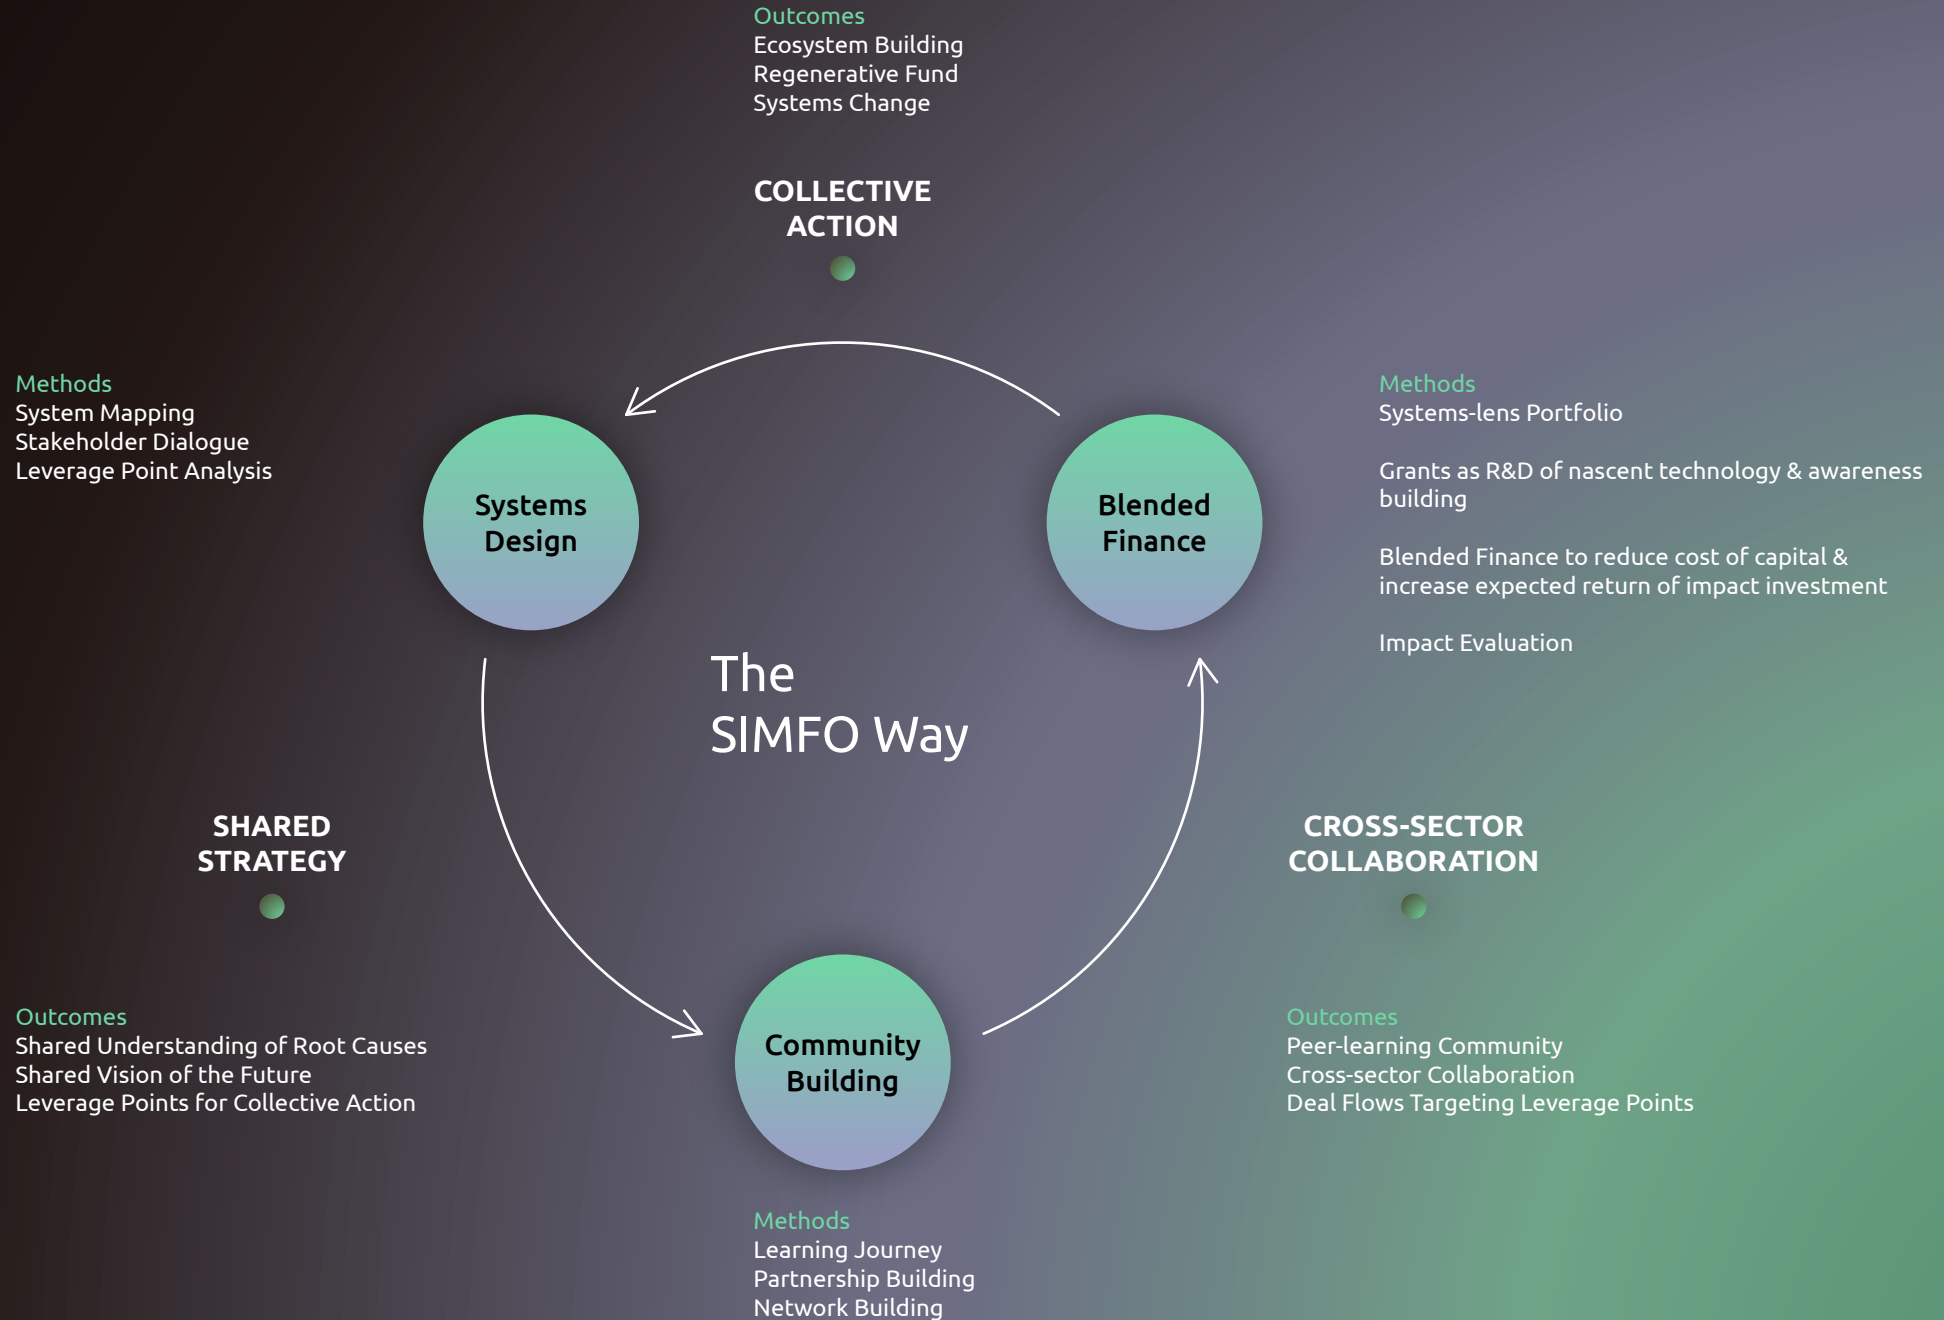 Outcomes
Ecosystem Building
Regenerative Fund
Systems Change
COLLECTIVE
ACTION
Methods
System Mapping
Stakeholder Dialogue
Leverage Point Analysis
Systems
Design
Blended
Finance
Methods
Systems-lens Portfolio
Grants as R&D of nascent technology & awareness
building
Blended Finance to reduce cost of capital &
increase expected return of impact investment
Impact Evaluation
The
SIMFO Way
SHARED
STRATEGY
CROSS-SECTOR
COLLABORATION
Outcomes
Shared Understanding of Root Causes
Shared Vision of the Future
Leverage Points for Collective Action
Community
Building
Outcomes
Peer-learning Community
Cross-sector Collaboration
Deal Flows Targeting Leverage Points
Methods
Learning Journey
Partnership Building
Network Building